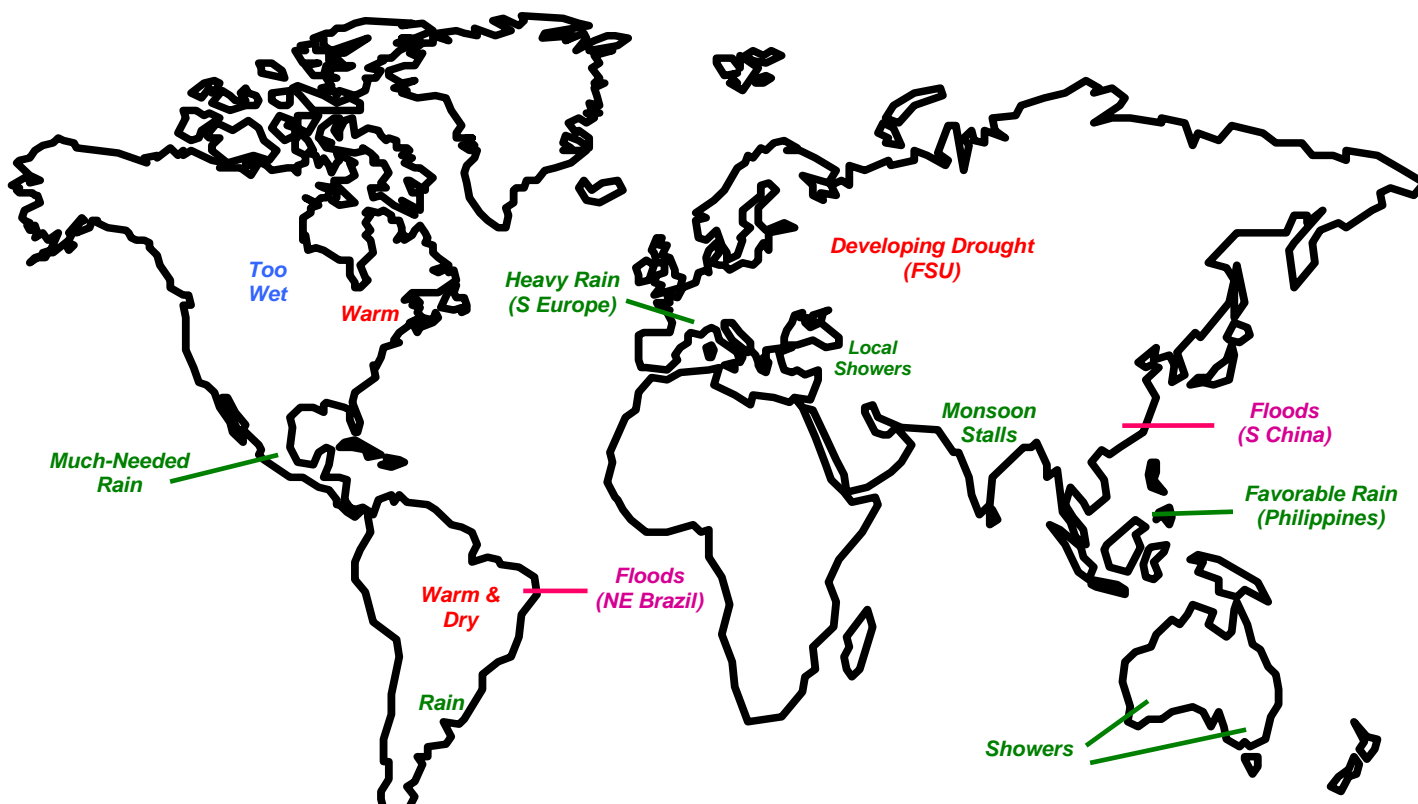 Too
Wet
Warm
Heavy Rain
(S Europe)
Developing Drought
(FSU)
Local
Showers
Monsoon
Stalls
Floods
(S China)
Much-Needed
Rain
Favorable Rain
(Philippines)
Warm &
Dry
Floods
(NE Brazil)
Rain
Showers